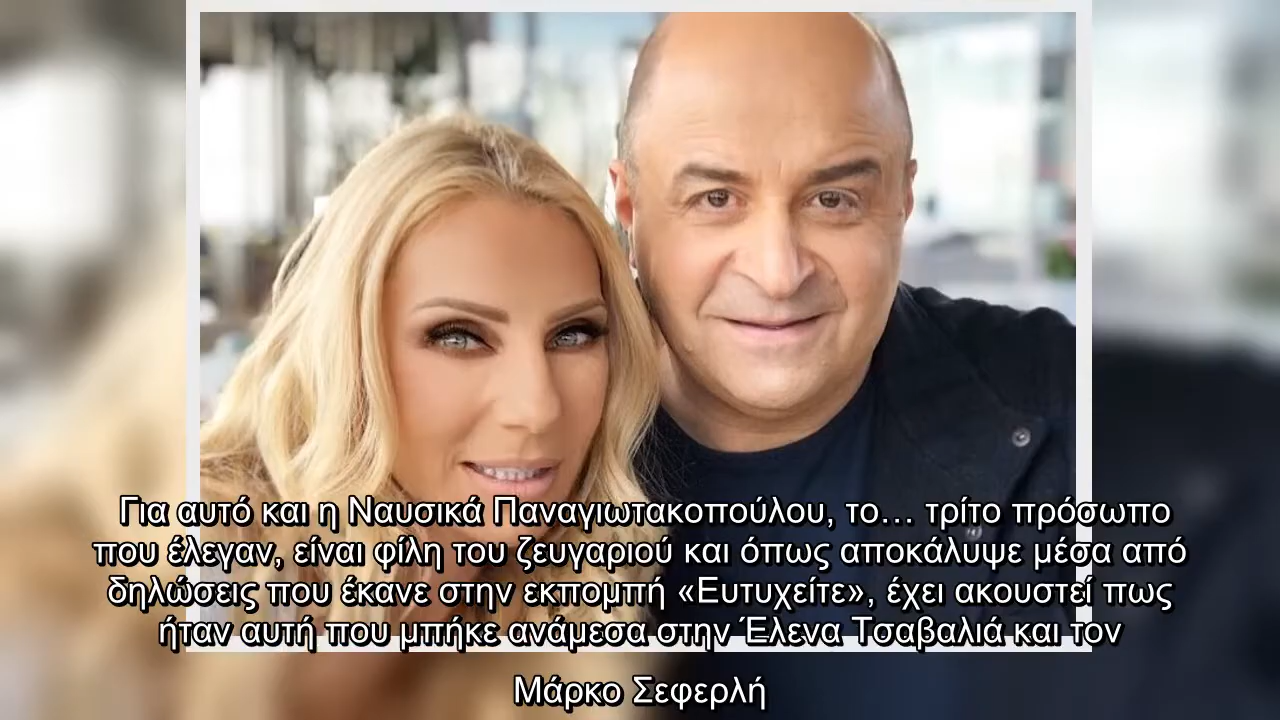 Για αυτό και η Ναυσικά Παναγιωτακοπούλου, το… τρίτο πρόσωπο
που έλεγαν, είναι φίλη του ζευγαριού και όπως αποκάλυψε μέσα από
δηλώσεις που έκανε στην εκπομπή «Ευτυχείτε», έχει ακουστεί πως
ήταν αυτή που μπήκε ανάμεσα στην Έλενα Τσαβαλιά και τον
Μάρκο Σεφερλή